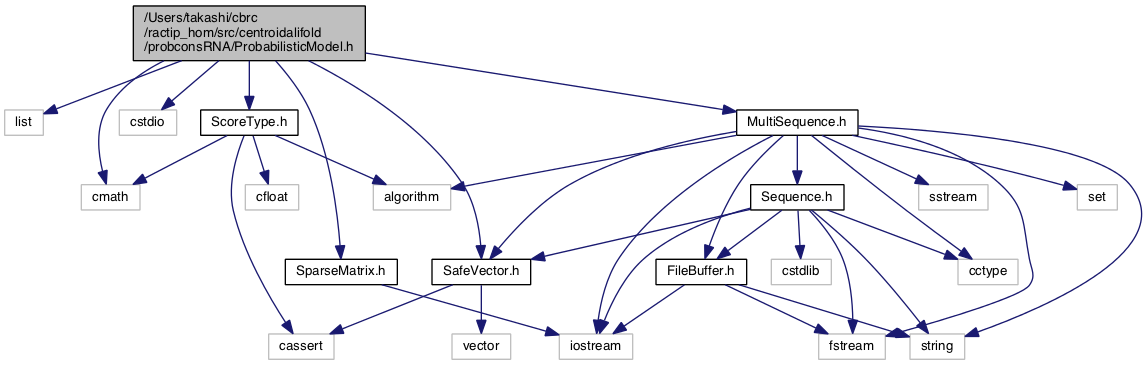 /Users/takashi/cbrc
/ractip_hom/src/centroidalifold
/probconsRNA/ProbabilisticModel.h
list
cstdio
ScoreType.h
MultiSequence.h
cmath
cfloat
algorithm
Sequence.h
sstream
set
SparseMatrix.h
SafeVector.h
FileBuffer.h
cstdlib
cctype
cassert
vector
iostream
fstream
string